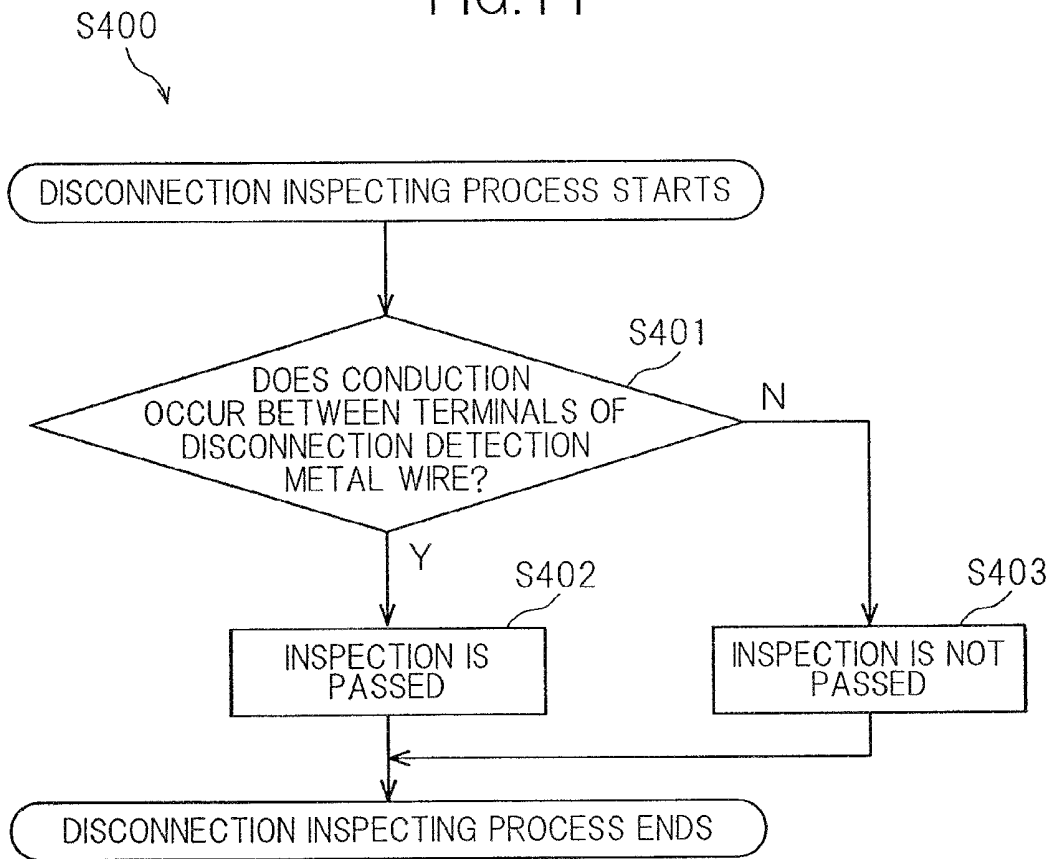 FIG.
S400
DISCONNECTION INSPECTING PROCESS STARTS
S401
DOES CONDUCTION
OCCUR BETWEEN TERMINALS OF
DISCONNECTION DETECTION
METAL WIRE?
N
Y
S402
S403
INSPECTION IS
PASSED
INSPECTION IS NOT
PASSED
DISCONNECTION INSPECTING PROCESS ENDS